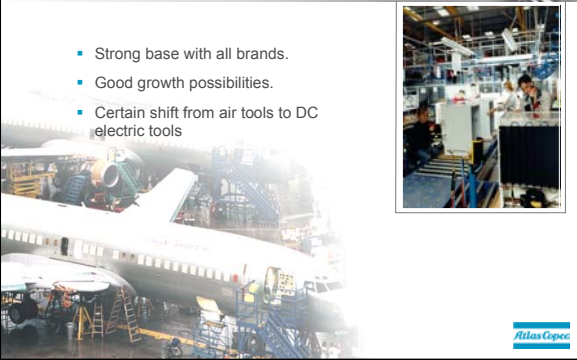 Strong base with all brands.
Good growth possibilities.
Certain shift from air tools to DC
electric tools
Atlas Copco